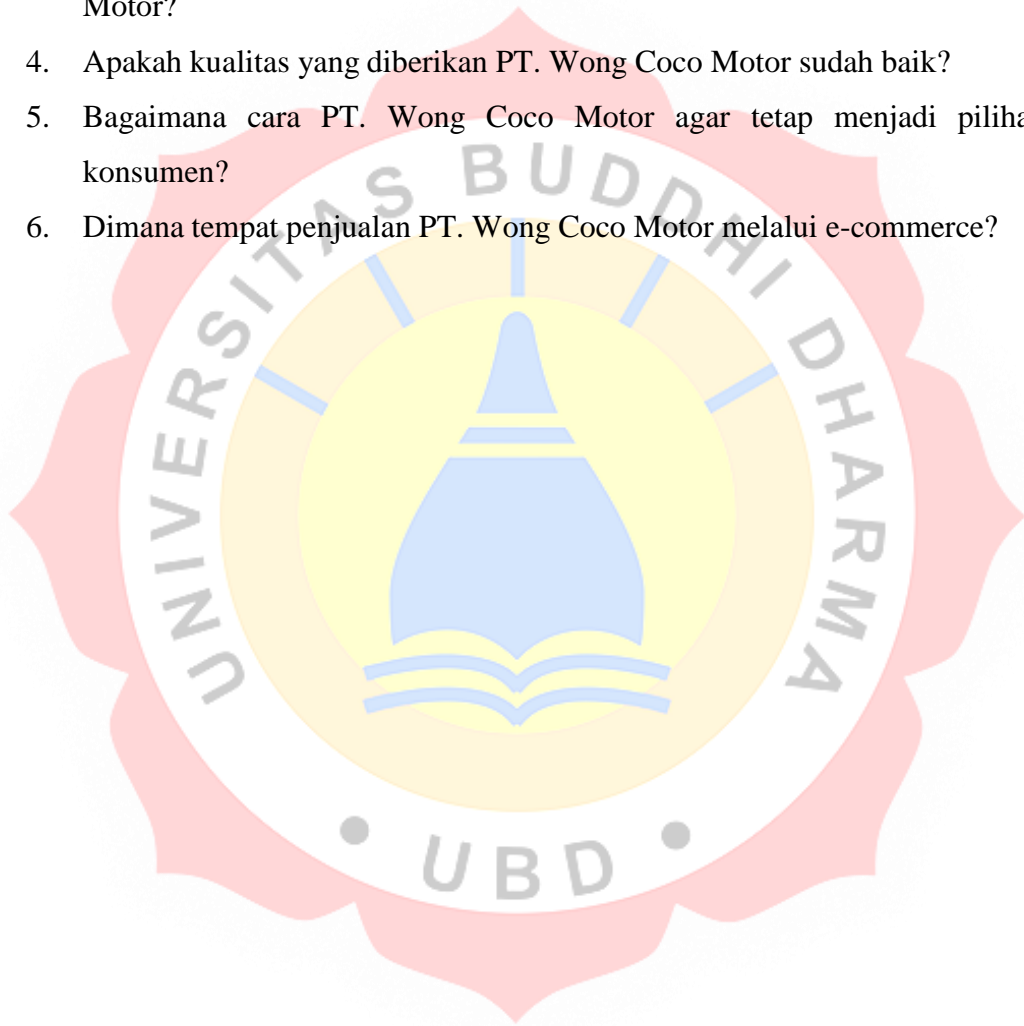 Motor?
4. Apakah kualitas yang diberikan PT. Wong Coco Motor sudah baik?
5. Bagaimana cara PT. Wong Coco Motor agar tetap menjadi piliha
konsumen?
6. Dimana tempat penjualan PT. Wong Coco Motor melalui e-commerce?
UNIVERSITAS BUDDHI DHARMA
• UBD •